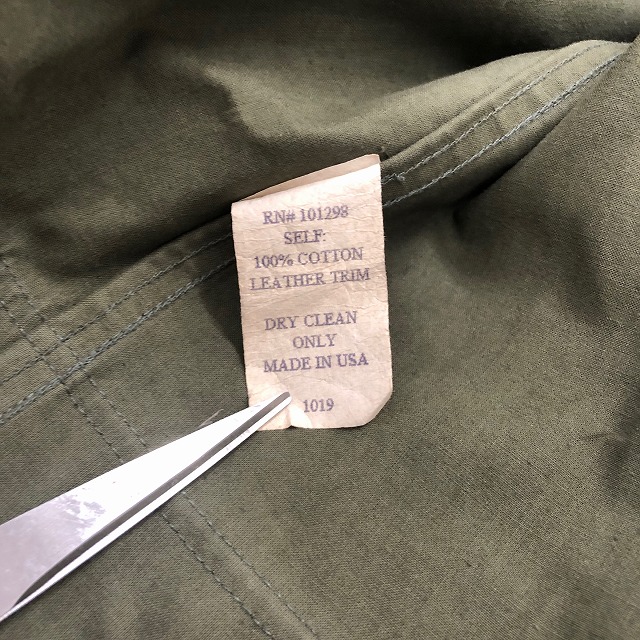 RN# 101298
SELF:
100% COTTON
LEATHER TRIM
DRY CLEAN
ONLY
MADE IN USA
1019